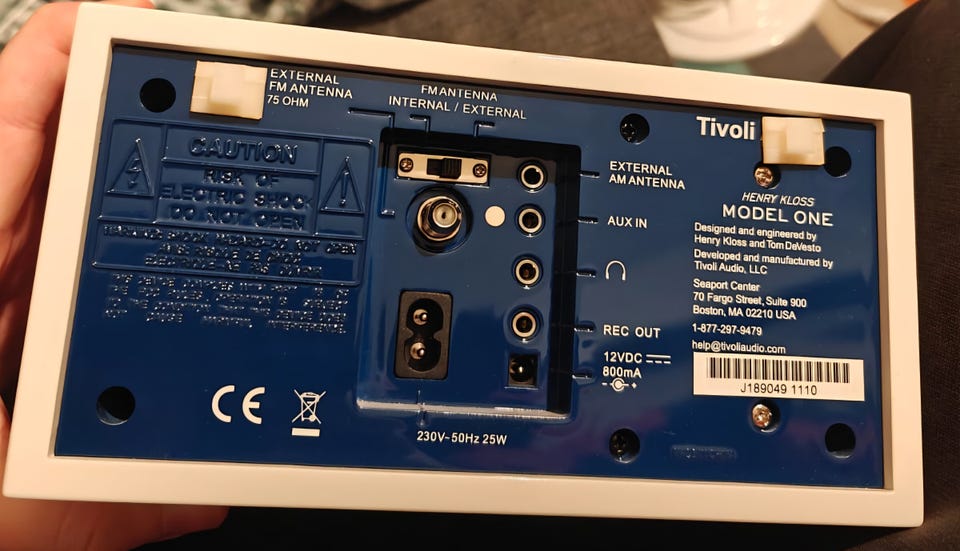 EXTERNAL
FM ANTENNA
75 OHM
FM ANTENNA
INTERNAL / EXTERNAL
CAUTION
RISK OF
ELECTRIC SHOCK
DO NOT OPEN
CE
EXTERNAL
AM ANTENNA
AUX IN
REC OUT
12VDC
800mA
- +
230V~50Hz 25W
Tivoli
HENRY KLOSS
MODEL ONE
Designed and engineered by
Henry Kloss and Tom DeVesto
Developed and manufactured by
Tivoli Audio, LLC
Seaport Center
70 Fargo Street, Suite 900
Boston, MA 02210 USA
1-877-297-9479
help@tivoliaudio.com
J189049 1110